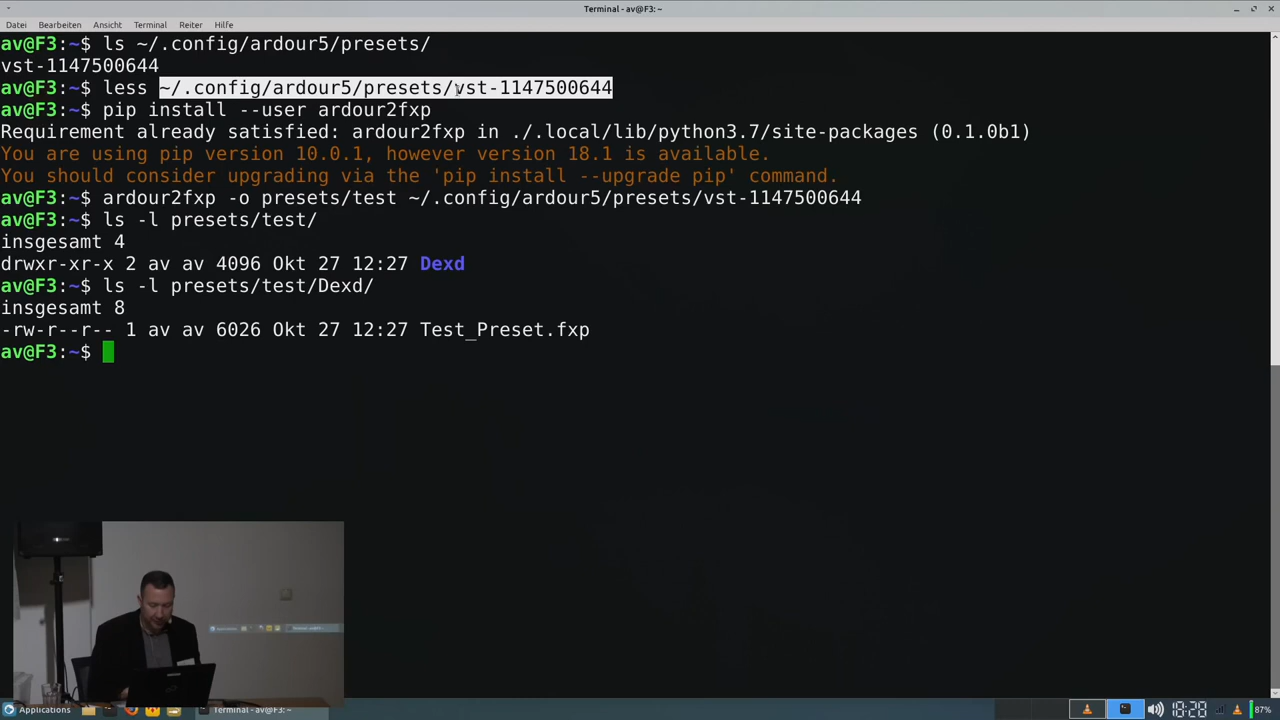 Terminal - av@F3: ~
Datei Bearbeiten Ansicht Terminal Reiter Hilfe
av@F3:~$ ls ~/.config/ardour5/presets/
vst-1147500644
av@F3:~$ less ~/.config/ardour5/presets/vst-1147500644
av@F3:~$ pip install --user ardour2fxp
Requirement already satisfied: ardour2fxp in ./.local/lib/python3.7/site-packages (0.1.0b1)
You are using pip version 10.0.1, however version 18.1 is available.
You should consider upgrading via the 'pip install --upgrade pip' command.
av@F3:~$ ardour2fxp -o presets/test ~/.config/ardour5/presets/vst-1147500644
av@F3:~$ ls -l presets/test/
insgesamt 4
drwxr-xr-x 2 av av 4096 Okt 27 12:27 Dexd
av@F3:~$ ls -l presets/test/Dexd/
insgesamt 8
-rw-r--r-- 1 av av 6026 Okt 27 12:27 Test_Preset.fxp
av@F3:~$
Applications Terminal - av@F3: ~ 87%